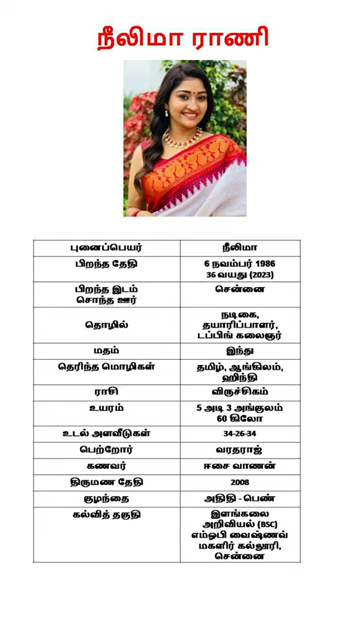 நீலிமா ராணி
புனைப்பெயர் நீலிமா
பிறந்த தேதி 6 நவம்பர் 1986
36 வயது (2023)
பிறந்த இடம் சென்னை
சொந்த ஊர்
தொழில் நடிகை,
தயாரிப்பாளர்,
டப்பிங் கலைஞர்
மதம் இந்து
தெரிந்த மொழிகள் தமிழ், ஆங்கிலம்,
ஹிந்தி
ராசி விருச்சிகம்
உயரம் 5 அடி 3 அங்குலம்
60 கிலோ
உடல் அளவீடுகள் 34-26-34
பெற்றோர் வரதராஜ்
கணவர் ஈசை வாணன்
திருமண தேதி 2008
குழந்தை அதிதி - பெண்
கல்வித் தகுதி இளங்கலை
அறிவியல் (BSC)
எம்ஓபி வைஷ்ணவ்
மகளிர் கல்லூரி,
சென்னை